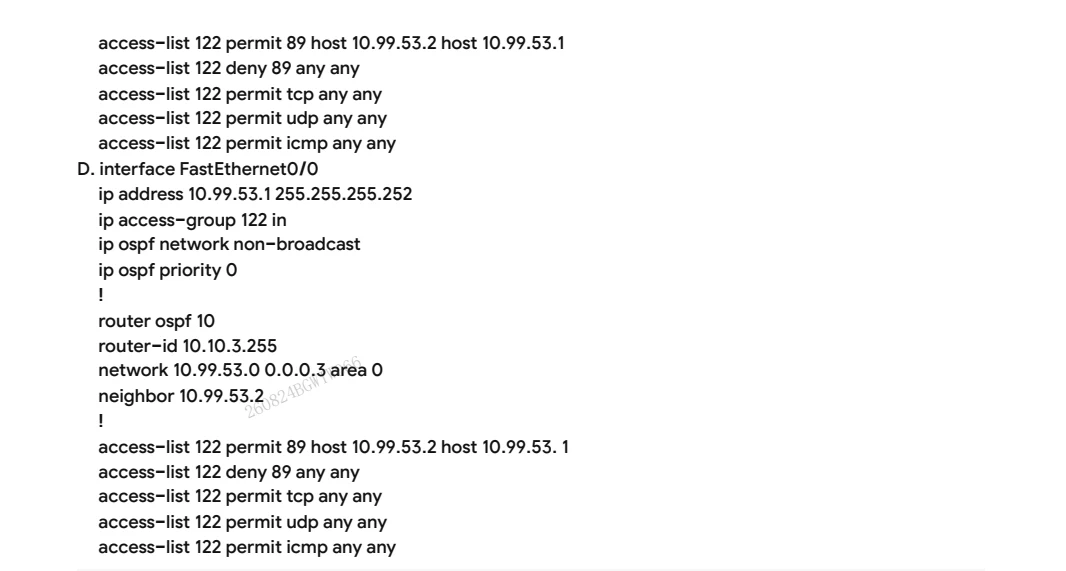 access-list 122 permit 89 host 10.99.53.2 host 10.99.53.1
access-list 122 deny 89 any any
access-list 122 permit tcp any any
access-list 122 permit udp any any
access-list 122 permit icmp any any
D. interface FastEthernet0/0
ip address 10.99.53.1 255.255.255.252
ip access-group 122 in
ip ospf network non-broadcast
ip ospf priority 0
!
router ospf 10
router-id 10.10.3.255
network 10.99.53.0 0.0.0.3 area 0
neighbor 10.99.53.2
!
access-list 122 permit 89 host 10.99.53.2 host 10.99.53. 1
access-list 122 deny 89 any any
access-list 122 permit tcp any any
access-list 122 permit udp any any
access-list 122 permit icmp any any